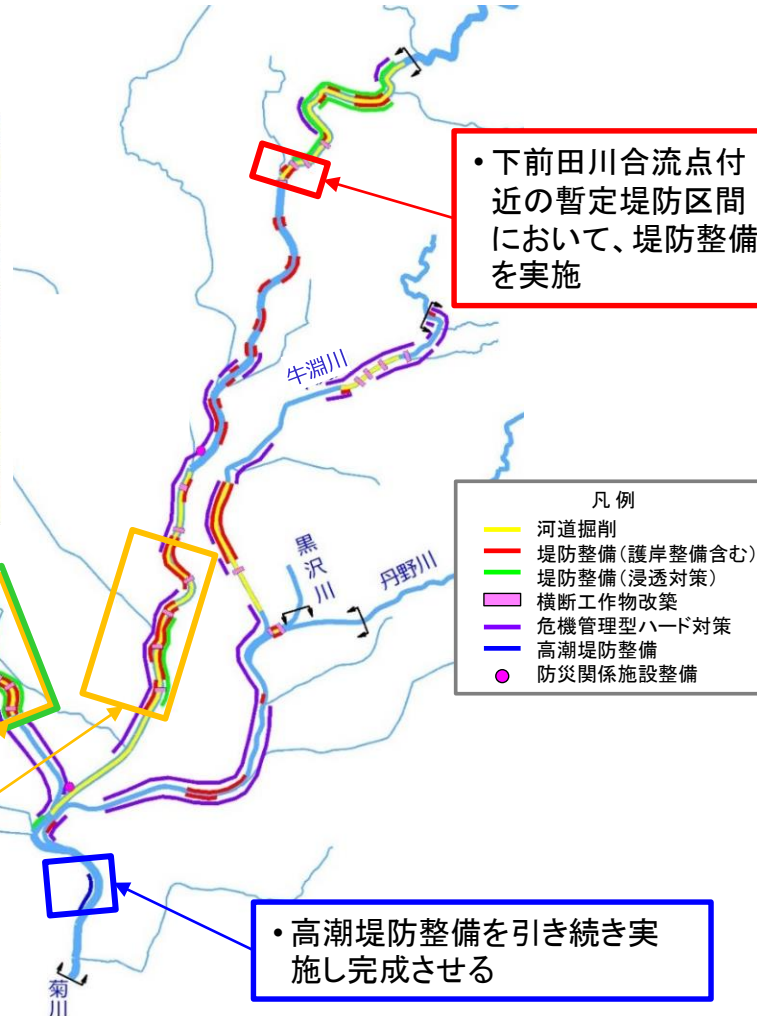 ・下前田川合流点付
近の暫定堤防区間
において、堤防整備
を実施
牛淵川
黒沢川
丹野川
凡例
河道掘削
堤防整備(護岸整備含む)
堤防整備(浸透対策)
横断工作物改築
危機管理型ハード対策
高潮堤防整備
防災関係施設整備
・高潮堤防整備を引き続き実
施し完成させる
菊川